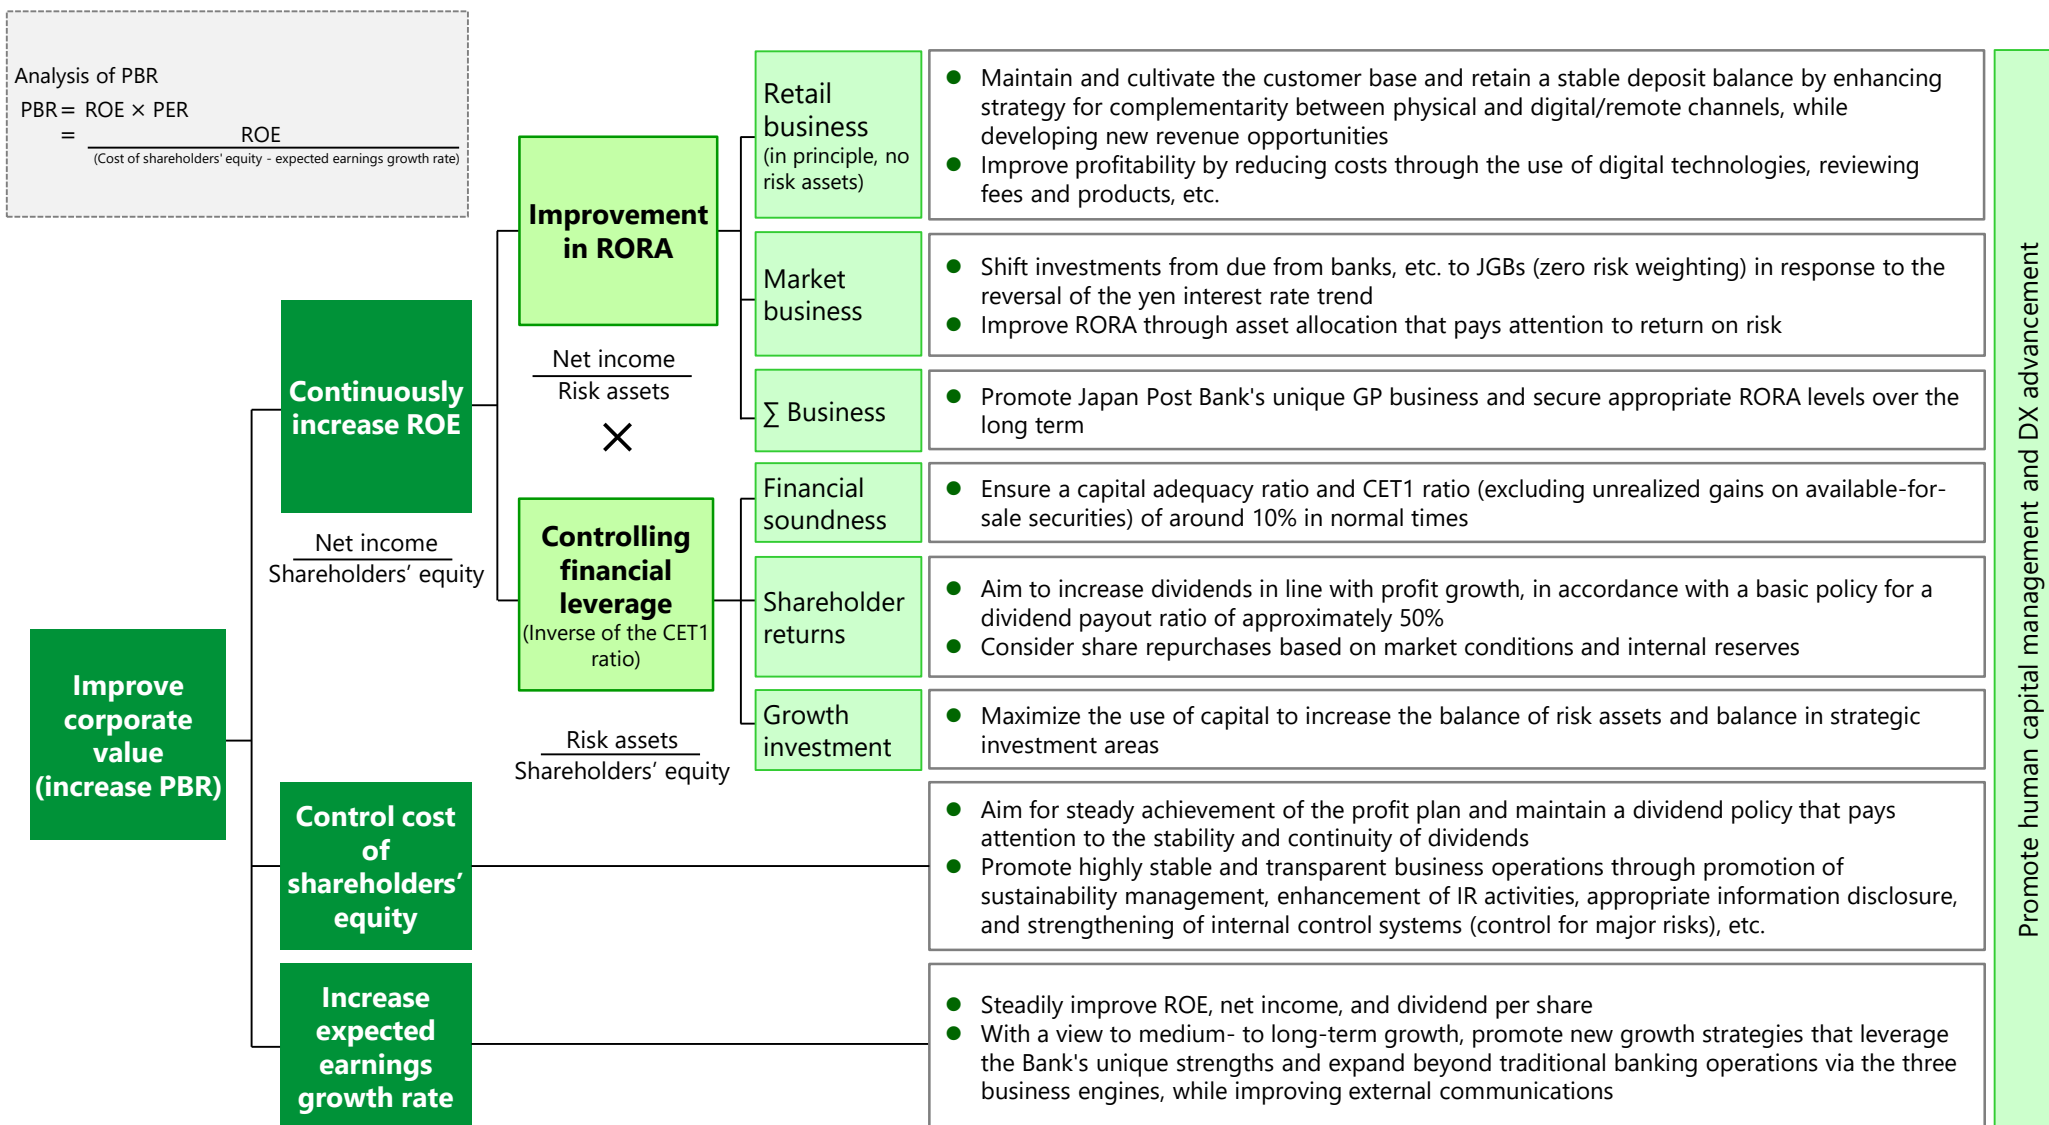 Analysis of PBR
PBR = ROE × PER
= ROE
(Cost of shareholders' equity - expected earnings growth rate)
Improve
corporate
value
(increase PBR)
Continuously
increase ROE
Net income
Shareholders' equity
Improvement
in RORA
Net income
Risk assets
×
Controlling
financial
leverage
(Inverse of the CET1
ratio)
Risk assets
Shareholders' equity
Retail
business
(in principle, no
risk assets)
● Maintain and cultivate the customer base and retain a stable deposit balance by enhancing
strategy for complementarity between physical and digital/remote channels, while
developing new revenue opportunities
● Improve profitability by reducing costs through the use of digital technologies, reviewing
fees and products, etc.
Market
business
● Shift investments from due from banks, etc. to JGBs (zero risk weighting) in response to the
reversal of the yen interest rate trend
● Improve RORA through asset allocation that pays attention to return on risk
∑ Business
● Promote Japan Post Bank's unique GP business and secure appropriate RORA levels over the
long term
Financial
soundness
● Ensure a capital adequacy ratio and CET1 ratio (excluding unrealized gains on available-for-
sale securities) of around 10% in normal times
Shareholder
returns
● Aim to increase dividends in line with profit growth, in accordance with a basic policy for a
dividend payout ratio of approximately 50%
● Consider share repurchases based on market conditions and internal reserves
Growth
investment
● Maximize the use of capital to increase the balance of risk assets and balance in strategic
investment areas
Control cost
of
shareholders'
equity
● Aim for steady achievement of the profit plan and maintain a dividend policy that pays
attention to the stability and continuity of dividends
● Promote highly stable and transparent business operations through promotion of
sustainability management, enhancement of IR activities, appropriate information disclosure,
and strengthening of internal control systems (control for major risks), etc.
Increase
expected
earnings
growth rate
● Steadily improve ROE, net income, and dividend per share
● With a view to medium- to long-term growth, promote new growth strategies that leverage
the Bank's unique strengths and expand beyond traditional banking operations via the three
business engines, while improving external communications
Promote human capital management and DX advancement